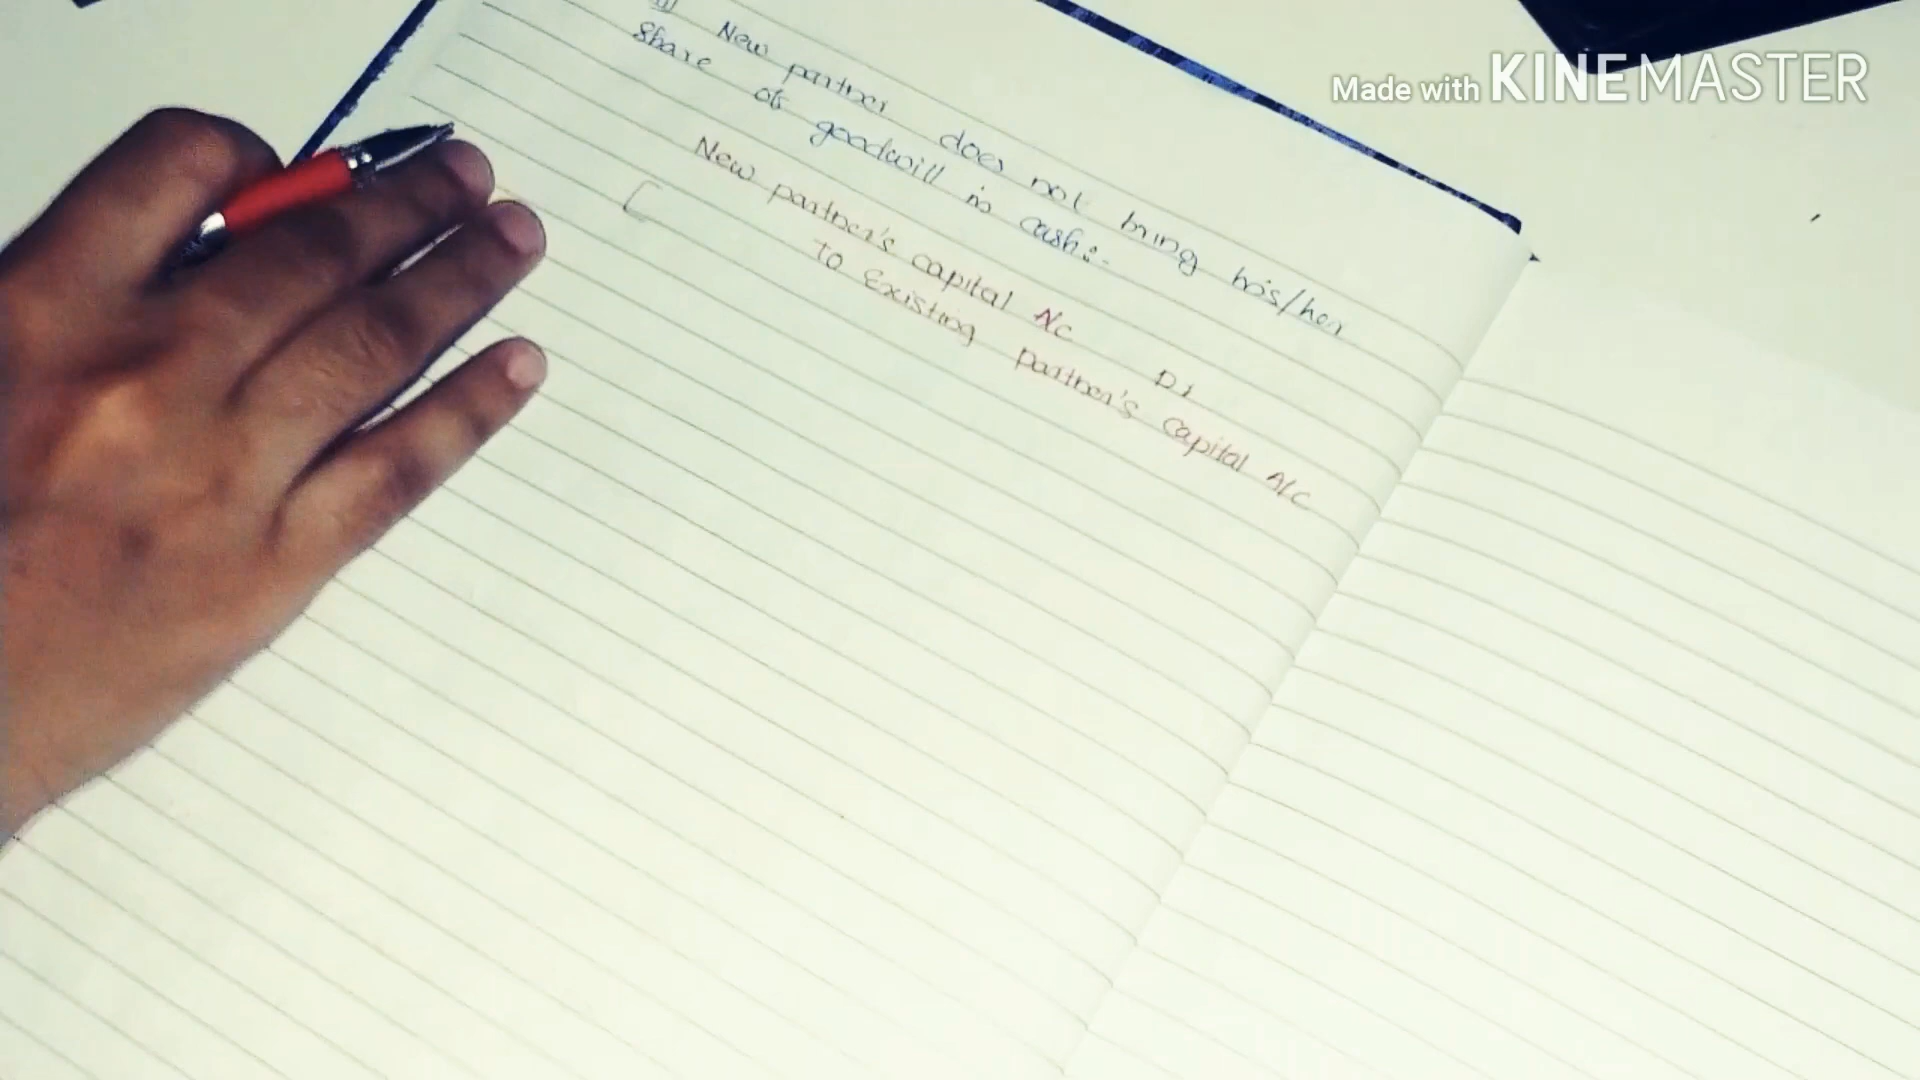 Made with KINEMASTER
New partner does not bring his/her
share of goodwill in cash:-
New partner's capital A/c Dr
To Existing partner's capital A/c
[